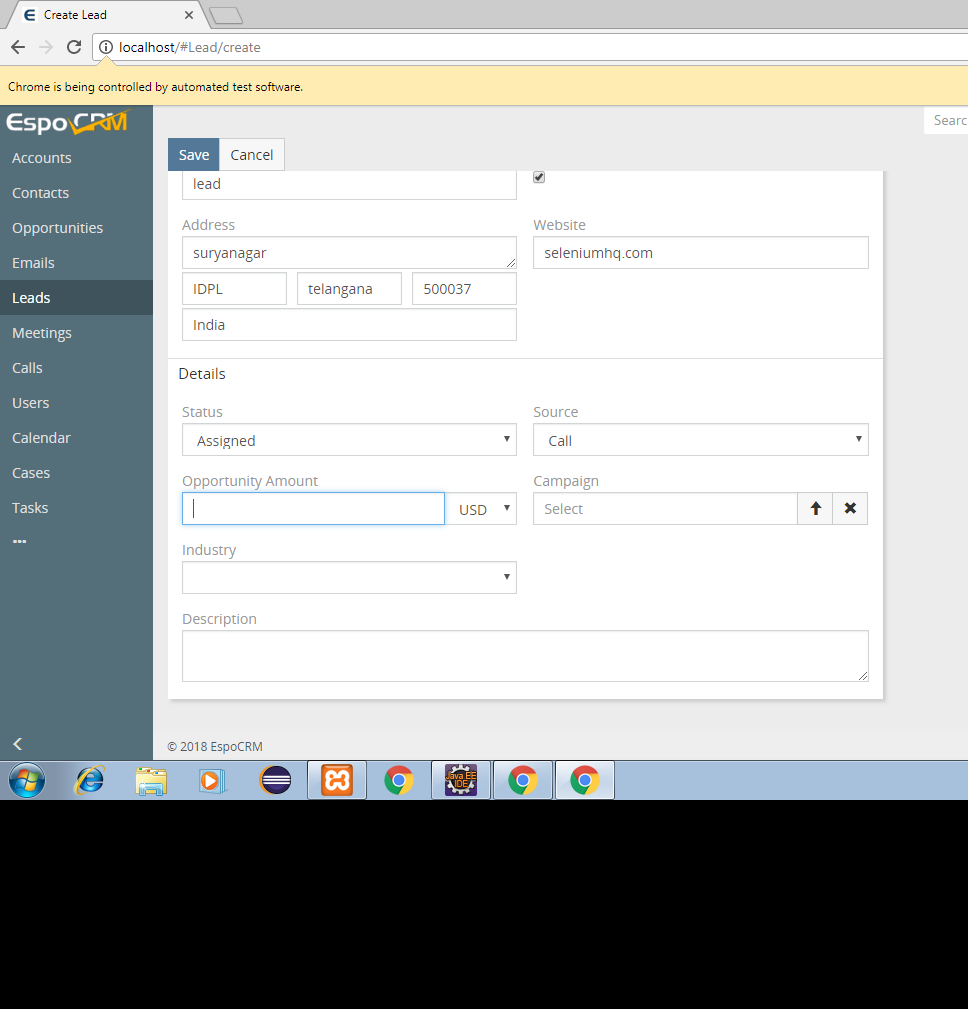 Create Lead
localhost/#Lead/create
Chrome is being controlled by automated test software.
EspoCRM
Searc
Accounts
Contacts
Opportunities
Emails
Leads
Meetings
Calls
Users
Calendar
Cases
Tasks
...
Save Cancel
lead
Address Website
suryanagar seleniumhq.com
IDPL telangana 500037
India
Details
Status Source
Assigned Call
Opportunity Amount Campaign
USD Select
Industry
Description
© 2018 EspoCRM
Java EE
IDE